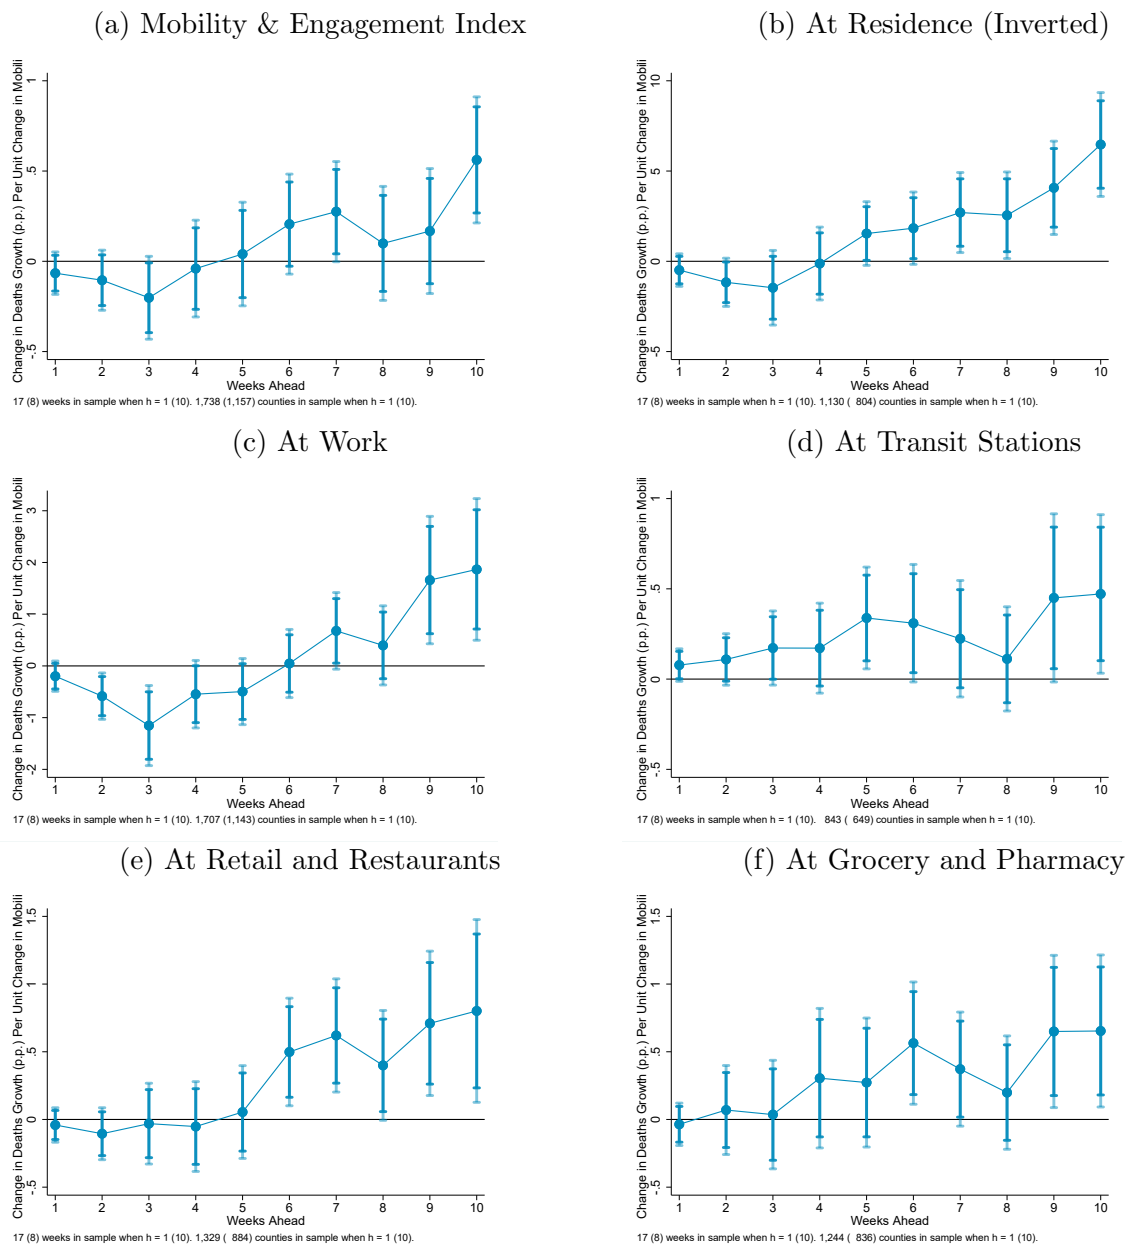 (a) Mobility & Engagement Index
Change in Deaths Growth (p.p.) Per Unit Change in Mobili
1
.5
0
-.5
1 2 3 4 5 6 7 8 9 10
Weeks Ahead
17 (8) weeks in sample when h = 1 (10). 1,738 (1,157) counties in sample when h = 1 (10).
(b) At Residence (Inverted)
Change in Deaths Growth (p.p.) Per Unit Change in Mobili
10
5
0
-5
1 2 3 4 5 6 7 8 9 10
Weeks Ahead
17 (8) weeks in sample when h = 1 (10). 1,130 ( 804) counties in sample when h = 1 (10).
(c) At Work
Change in Deaths Growth (p.p.) Per Unit Change in Mobili
3
2
1
0
-1
-2
1 2 3 4 5 6 7 8 9 10
Weeks Ahead
17 (8) weeks in sample when h = 1 (10). 1,707 (1,143) counties in sample when h = 1 (10).
(d) At Transit Stations
Change in Deaths Growth (p.p.) Per Unit Change in Mobili
1
.5
0
-.5
1 2 3 4 5 6 7 8 9 10
Weeks Ahead
17 (8) weeks in sample when h = 1 (10). 843 ( 649) counties in sample when h = 1 (10).
(e) At Retail and Restaurants
Change in Deaths Growth (p.p.) Per Unit Change in Mobili
1.5
1
.5
0
-.5
1 2 3 4 5 6 7 8 9 10
Weeks Ahead
17 (8) weeks in sample when h = 1 (10). 1,329 ( 884) counties in sample when h = 1 (10).
(f) At Grocery and Pharmacy
Change in Deaths Growth (p.p.) Per Unit Change in Mobili
1.5
1
.5
0
-.5
1 2 3 4 5 6 7 8 9 10
Weeks Ahead
17 (8) weeks in sample when h = 1 (10). 1,244 ( 836) counties in sample when h = 1 (10).